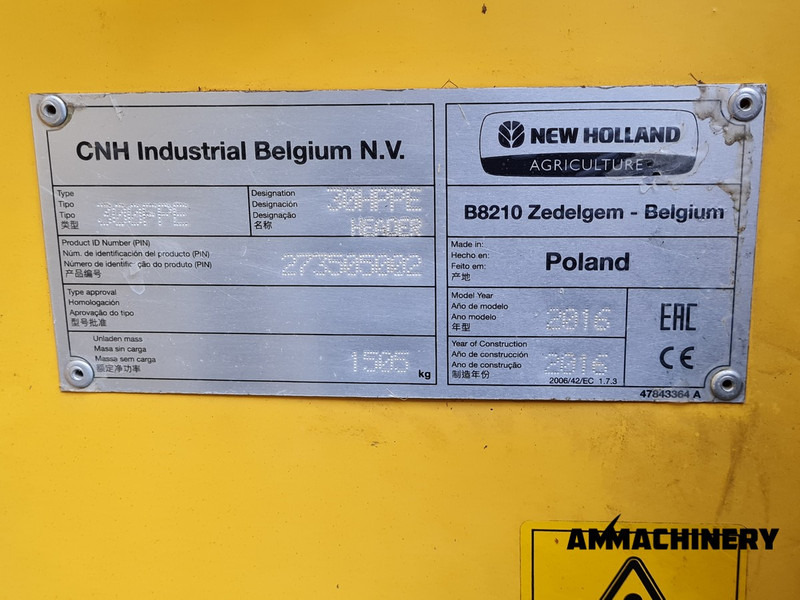 CNH Industrial Belgium N.V.
Type
Tipo
Tipo
类型
300FPE
Designation
Designación
Designação
名称
30HPPE
HEADER
Product ID Number (PIN)
Núm. de identificación del producto (PIN)
Número de identificação do produto (PIN)
产品编号
273505002
Type approval
Homologación
Aprovação do tipo
型号批准
Unladen mass
Masa sin carga
Massa sem carga
额定净功率
1505 kg
NEW HOLLAND
AGRICULTURE
B8210 Zedelgem - Belgium
Made in:
Hecho en:
Feito em:
产地
Poland
Model Year
Año de modelo
Ano modelo
年型
2016
Year of Construction
Año de construcción
Ano de construção
制造年份
2016
2006/42/EC 1.7.3
EAC
CE
47843364 A
AMMACHINERY